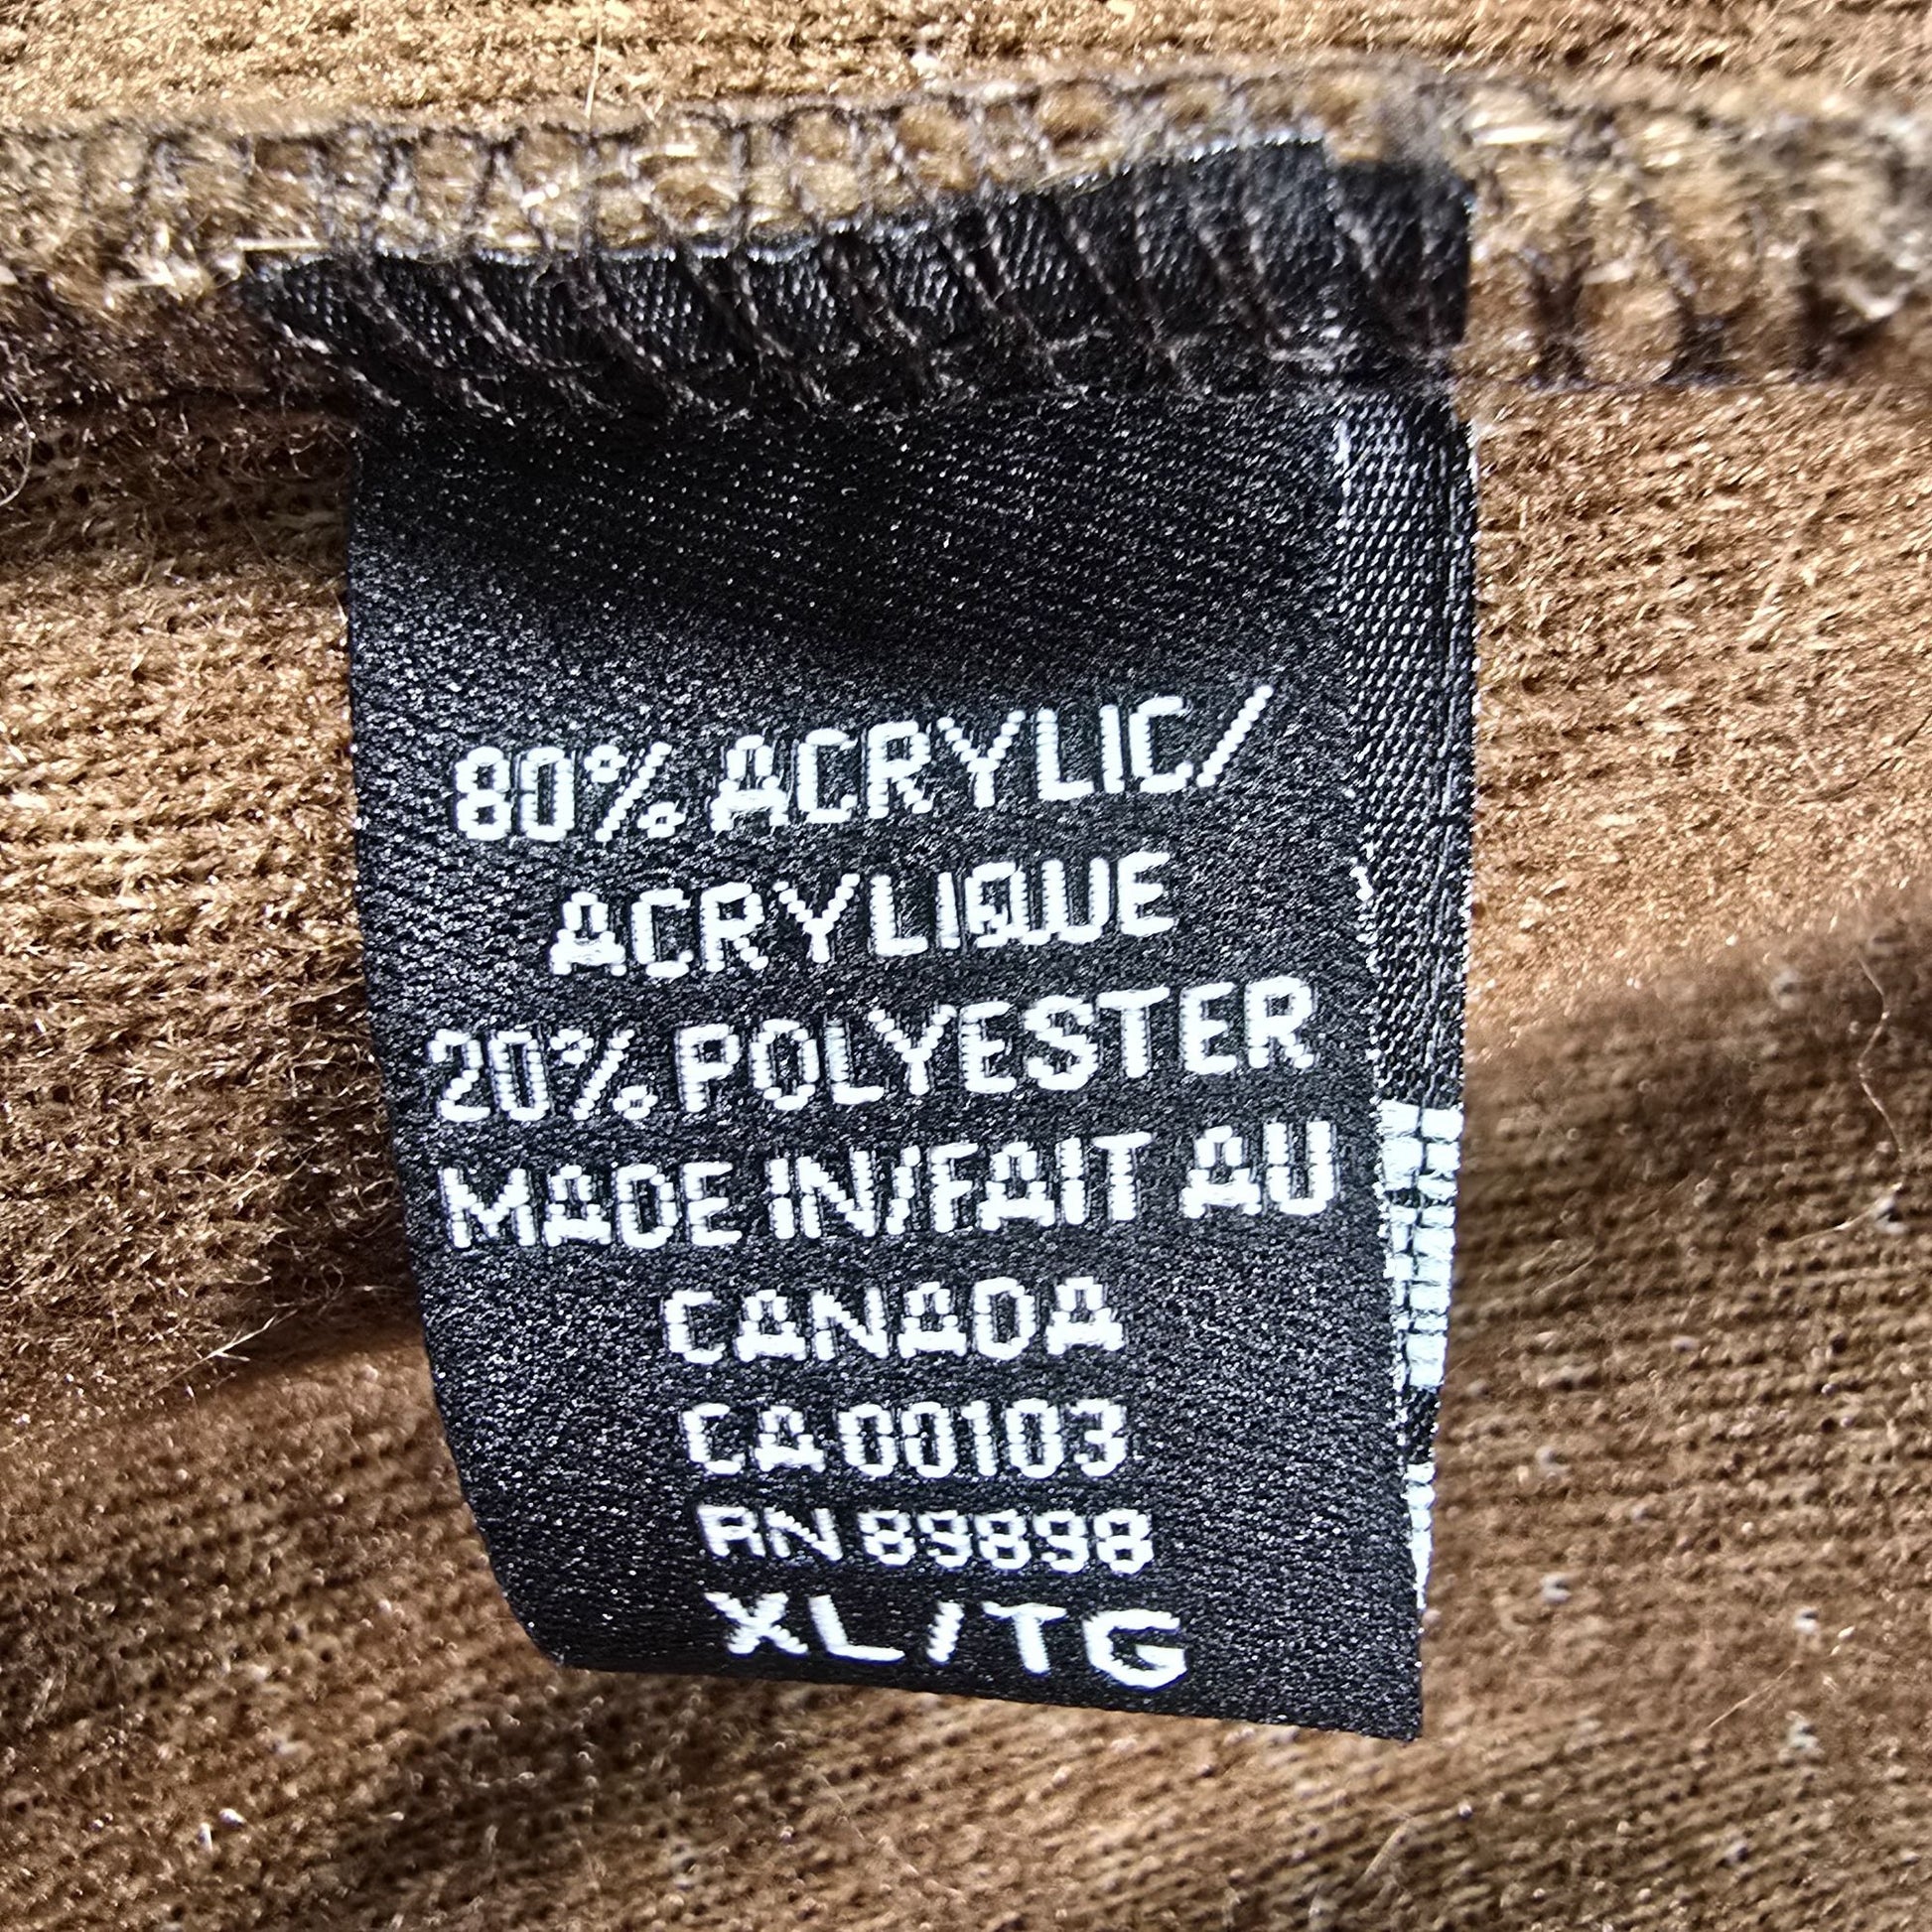 80% ACRYLIC/
ACRYLIQUE
20% POLYESTER
MADE IN/FAIT AU
CANADA
CA 00103
RN 89898
XL/TG